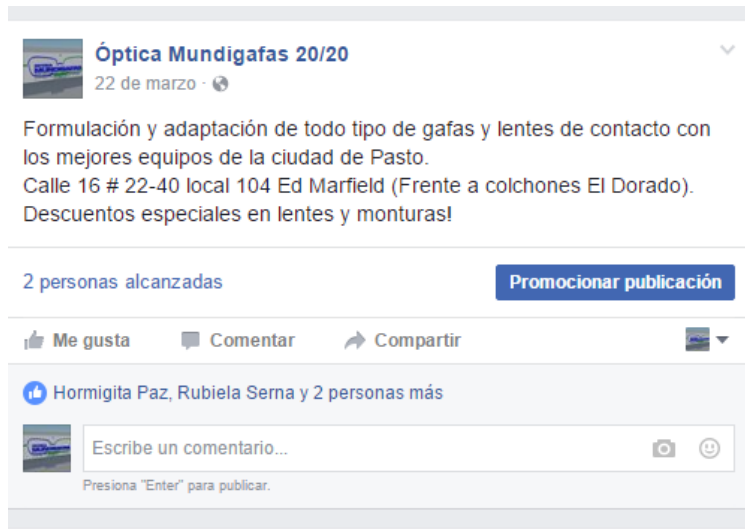 Óptica Mundigafas 20/20
22 de marzo ·
Formulación y adaptación de todo tipo de gafas y lentes de contacto con
los mejores equipos de la ciudad de Pasto.
Calle 16 # 22-40 local 104 Ed Marfield (Frente a colchones El Dorado).
Descuentos especiales en lentes y monturas!
2 personas alcanzadas
Promocionar publicación
Me gusta Comentar Compartir
Hormigita Paz, Rubiela Serna y 2 personas más
Escribe un comentario...
Presiona "Enter" para publicar.